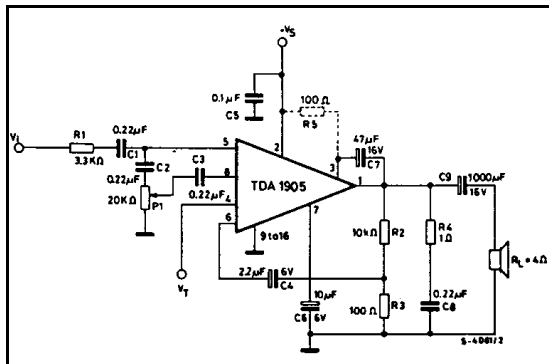 +Vs
0.1µF
C5
100Ω
R5
47µF
16V
C7
Vi
R1
3.3KΩ
0.22µF
C1
C2
0.22µF
20KΩ
P1
C3
0.22µF
5
8
4
6
2
3
1
7
TDA 1905
9 to 16
VT
2.2µF
6V
C4
10µF
C6
6V
10kΩ
R2
100Ω
R3
R4
1Ω
0.22µF
C8
C9
1000µF
16V
RL = 4Ω
S-4081/2